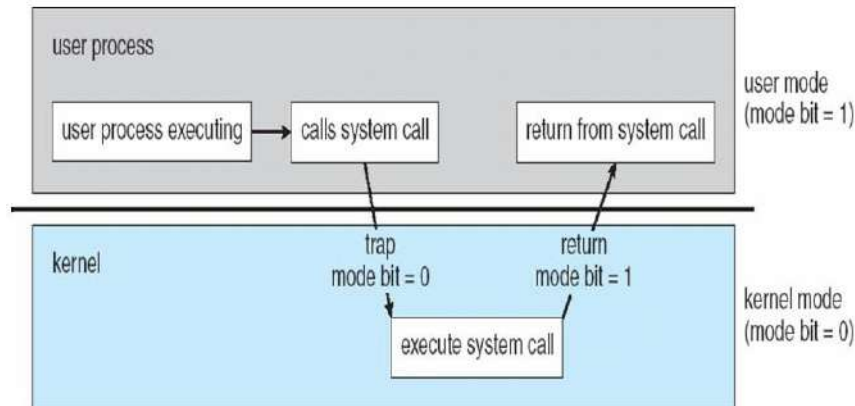 user process
user process executing
calls system call
return from system call
user mode
(mode bit = 1)
kernel
trap
mode bit = 0
return
mode bit = 1
execute system call
kernel mode
(mode bit = 0)